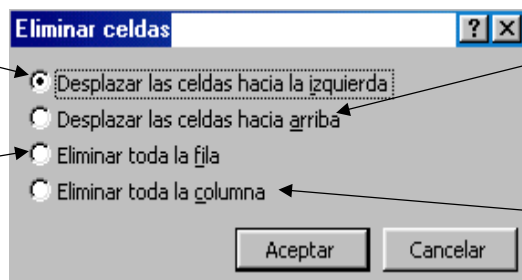 Eliminar celdas
Desplazar las celdas hacia la izquierda
Desplazar las celdas hacia arriba
Eliminar toda la fila
Eliminar toda la columna
Aceptar Cancelar